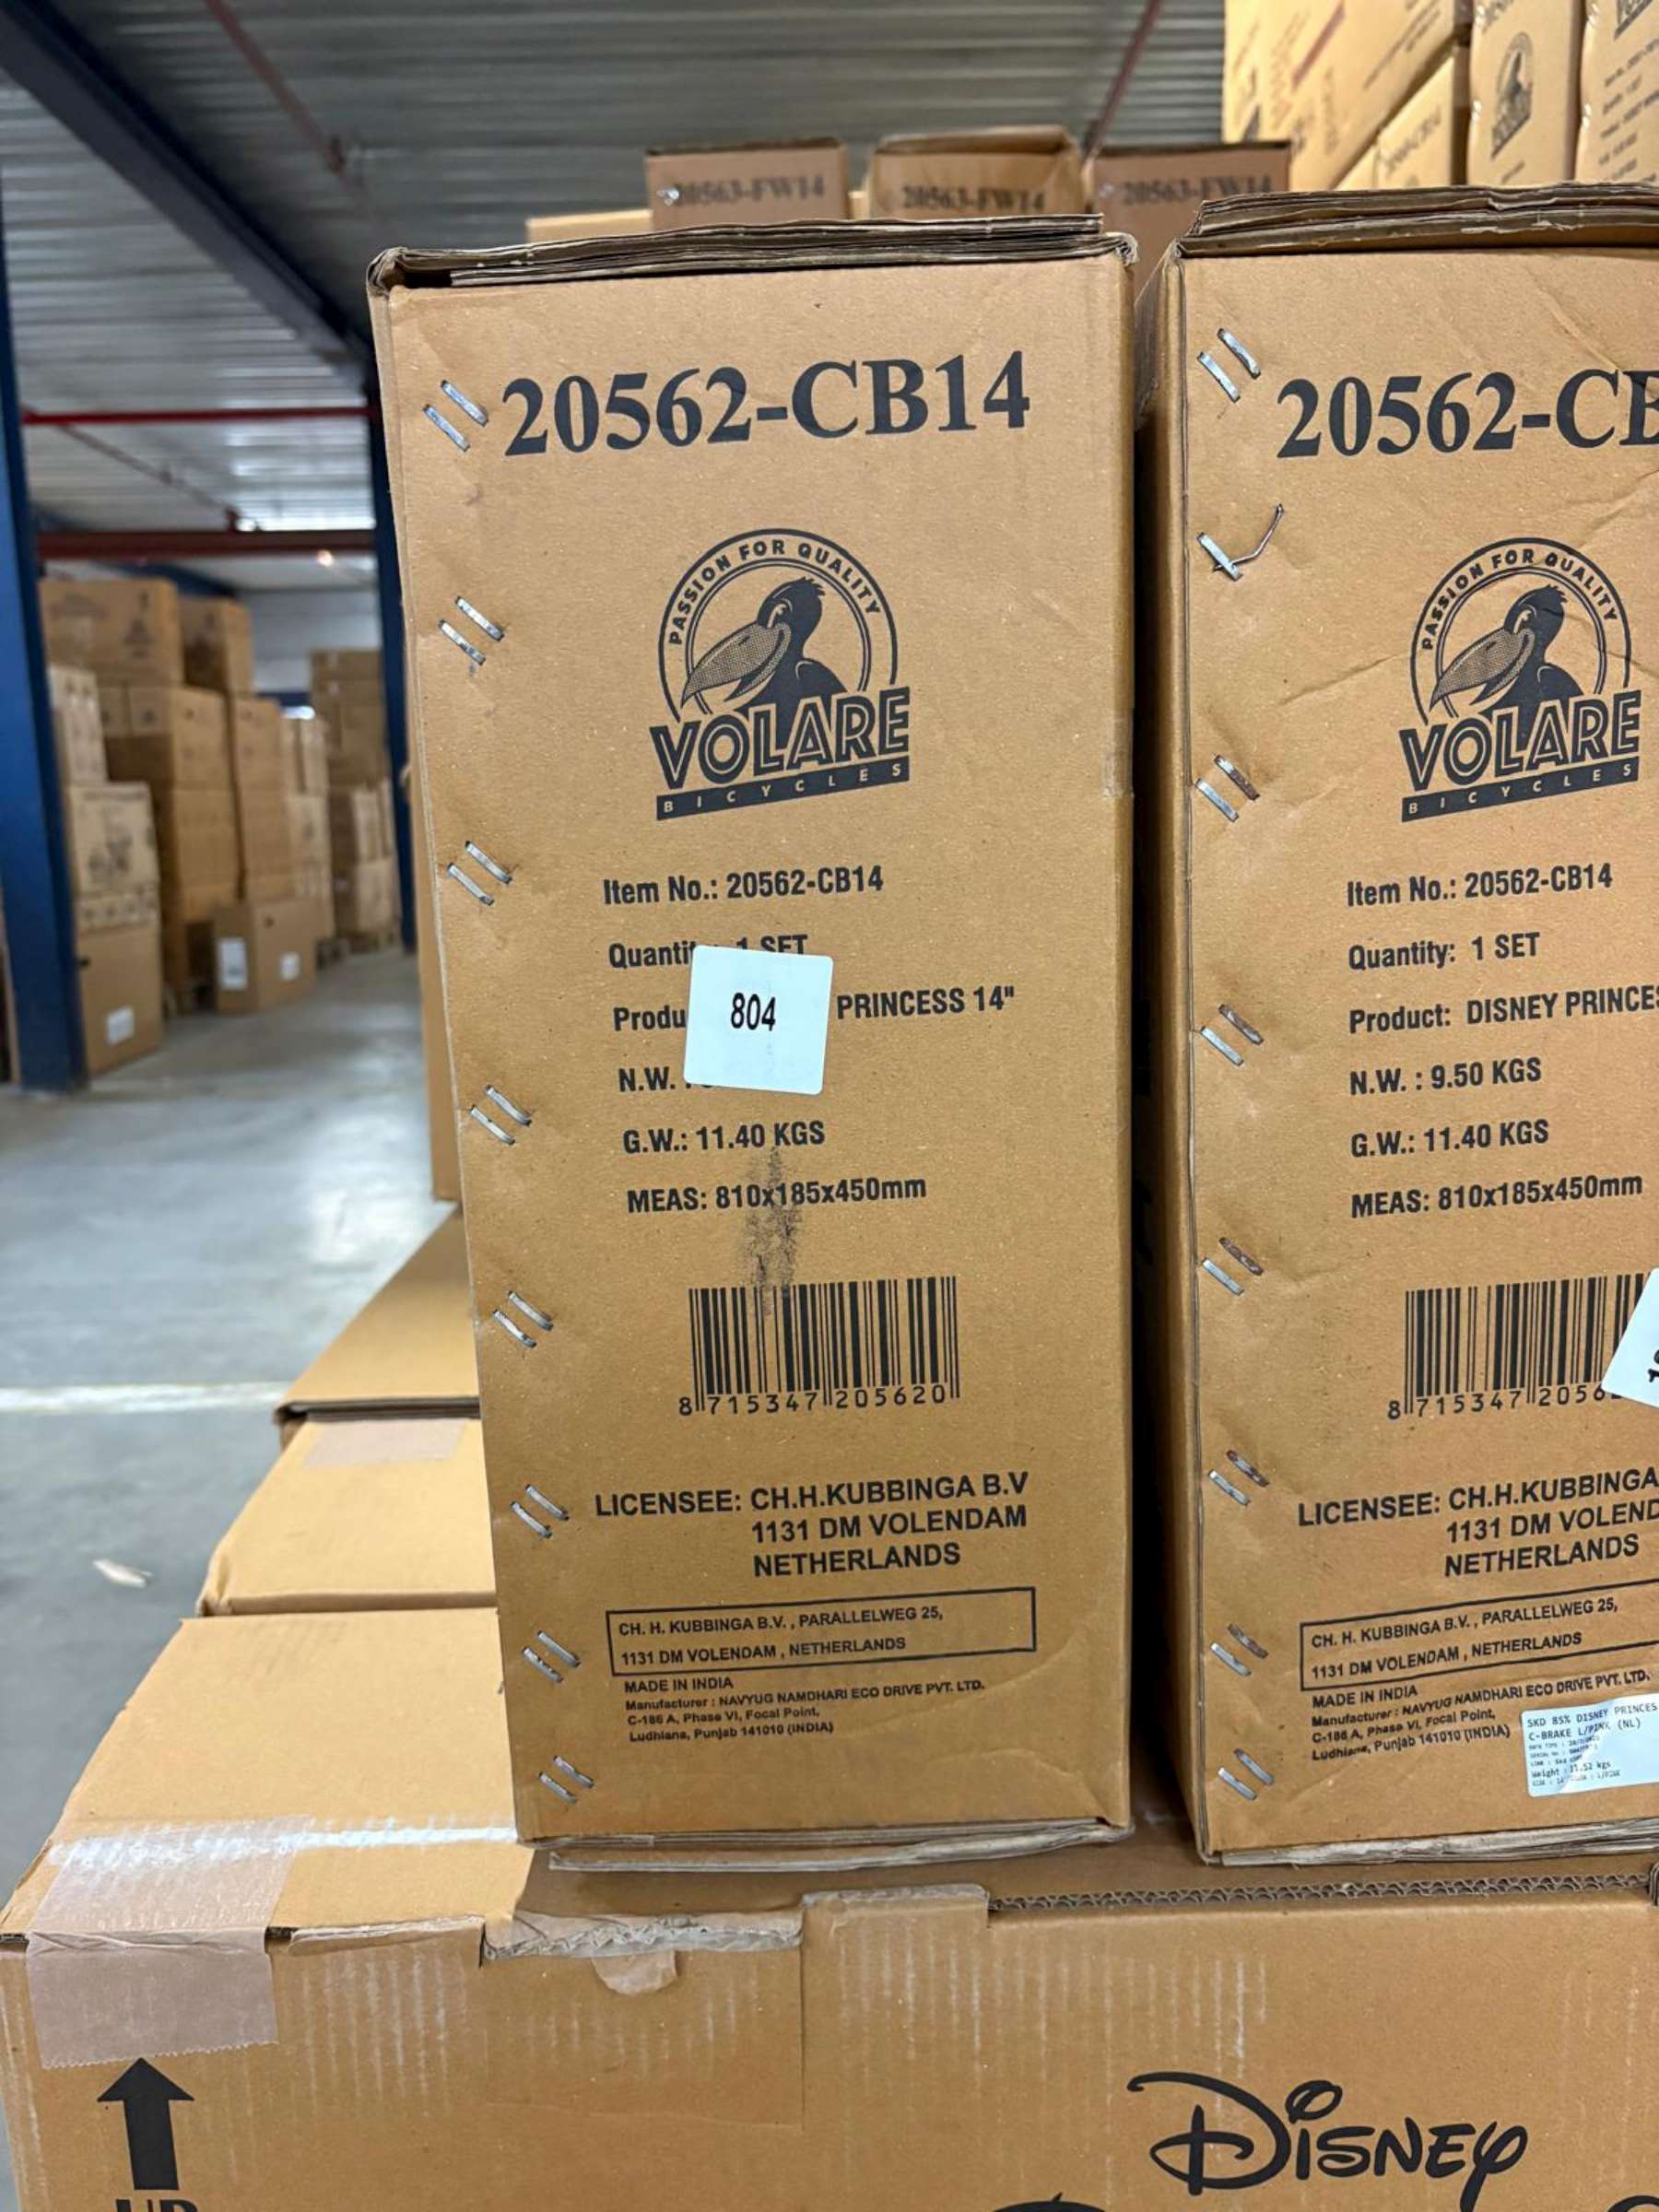 20563-FW14
20563-FW14
20563-FW14
20562-CB14
PASSION FOR QUALITY
VOLARE
BICYCLES
Item No.: 20562-CB14
Quantit 1 SET
Produ PRINCESS 14"
804
N.W.
G.W.: 11.40 KGS
MEAS: 810x185x450mm
8 715347 205620
LICENSEE: CH.H.KUBBINGA B.V
1131 DM VOLENDAM
NETHERLANDS
CH. H. KUBBINGA B.V. , PARALLELWEG 25,
1131 DM VOLENDAM , NETHERLANDS
MADE IN INDIA
Manufacturer : NAVYUG NAMDHARI ECO DRIVE PVT. LTD.
C-186 A, Phase VI, Focal Point,
Ludhiana, Punjab 141010 (INDIA)
20562-CB
PASSION FOR QUALITY
VOLARE
BICYCLES
Item No.: 20562-CB14
Quantity: 1 SET
Product: DISNEY PRINCES
N.W. : 9.50 KGS
G.W.: 11.40 KGS
MEAS: 810x185x450mm
8 715347 2056
LICENSEE: CH.H.KUBBINGA
1131 DM VOLEND
NETHERLANDS
CH. H. KUBBINGA B.V. , PARALLELWEG 25,
1131 DM VOLENDAM , NETHERLANDS
MADE IN INDIA
Manufacturer : NAVYUG NAMDHARI ECO DRIVE PVT. LTD.
C-186 A, Phase VI, Focal Point,
Ludhiana, Punjab 141010 (INDIA)
SKD 85% DISNEY PRINCES
C-BRAKE L/PINK (NL)
Weight : 11.52 kgs
DISNEY
UP